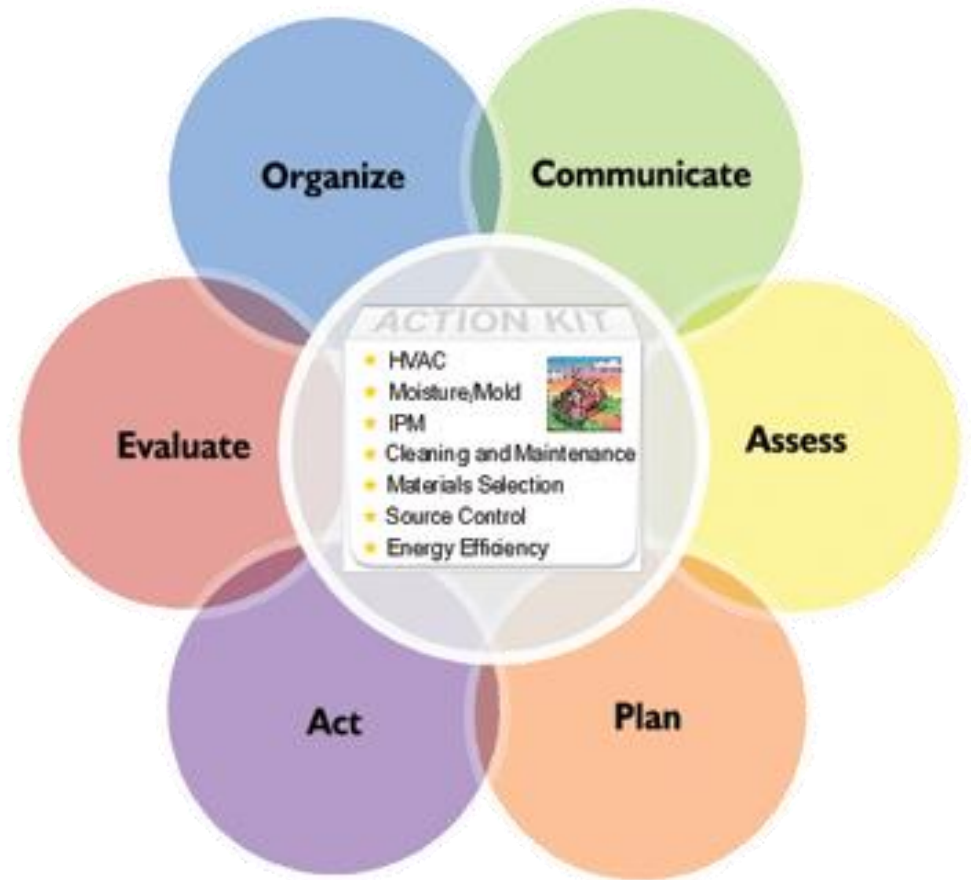 Organize
Communicate
Evaluate
Assess
Act
Plan
ACTION KIT
HVAC
Moisture/Mold
IPM
Cleaning and Maintenance
Materials Selection
Source Control
Energy Efficiency